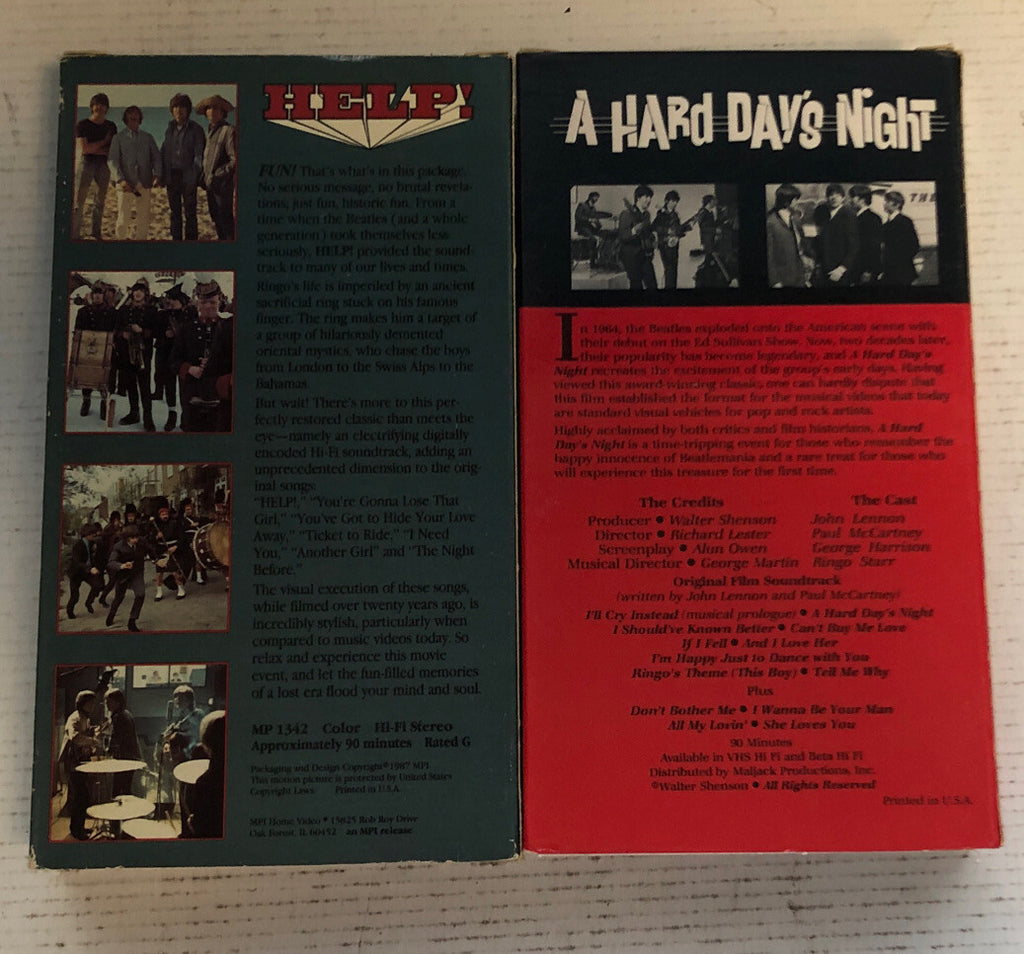 HELP!
FUN! That's what's in this package.
No serious message, no brutal revela-
tions, just fun, historic fun. From a
time when the Beatles (and a whole
generation) took themselves less
seriously, HELP! provided the sound-
track to many of our lives and times.
Ringo's life is imperiled by an ancient
sacrificial ring stuck on his famous
finger. The ring makes him a target of
a group of hilariously demented
oriental mystics, who chase the boys
from London to the Swiss Alps to the
Bahamas.
But wait! There's more to this per-
fectly restored classic than meets the
eye—namely an electrifying digitally
encoded Hi-Fi soundtrack, adding an
unprecedented dimension to the orig-
inal songs:
"HELP!," "You're Gonna Lose That
Girl," "You've Got to Hide Your Love
Away," "Ticket to Ride," "I Need
You," "Another Girl" and "The Night
Before."
The visual execution of these songs,
while filmed over twenty years ago, is
incredibly stylish, particularly when
compared to music videos today. So
relax and experience this movie
event, and let the fun-filled memories
of a lost era flood your mind and soul.
MP 1342 Color Hi-Fi Stereo
Approximately 90 minutes Rated G
Packaging and Design Copyright © 1987 MPI
This motion picture is protected by United States
Copyright Laws Printed in U.S.A.
MPI Home Video • 15825 Rob Roy Drive
Oak Forest, IL 60452 an MPI release
A HARD DAY'S NIGHT
In 1964, the Beatles exploded onto the American scene with
their debut on the Ed Sullivan Show. Now, two decades later,
their popularity has become legendary, and A Hard Day's
Night recreates the excitement of the group's early days. Having
viewed this award-winning classic, one can hardly dispute that
this film established the format for the musical videos that today
are standard visual vehicles for pop and rock artists.
Highly acclaimed by both critics and film historians, A Hard
Day's Night is a time-tripping event for those who remember the
happy innocence of Beatlemania and a rare treat for those who
will experience this treasure for the first time.
The Credits
Producer • Walter Shenson
Director • Richard Lester
Screenplay • Alun Owen
Musical Director • George Martin
The Cast
John Lennon
Paul McCartney
George Harrison
Ringo Starr
Original Film Soundtrack
(written by John Lennon and Paul McCartney)
I'll Cry Instead (musical prologue) • A Hard Day's Night
I Should've Known Better • Can't Buy Me Love
If I Fell • And I Love Her
I'm Happy Just to Dance with You
Ringo's Theme (This Boy) • Tell Me Why
Plus
Don't Bother Me • I Wanna Be Your Man
All My Lovin' • She Loves You
90 Minutes
Available in VHS Hi Fi and Beta Hi Fi
Distributed by Maljack Productions, Inc.
©Walter Shenson • All Rights Reserved
Printed in U.S.A.